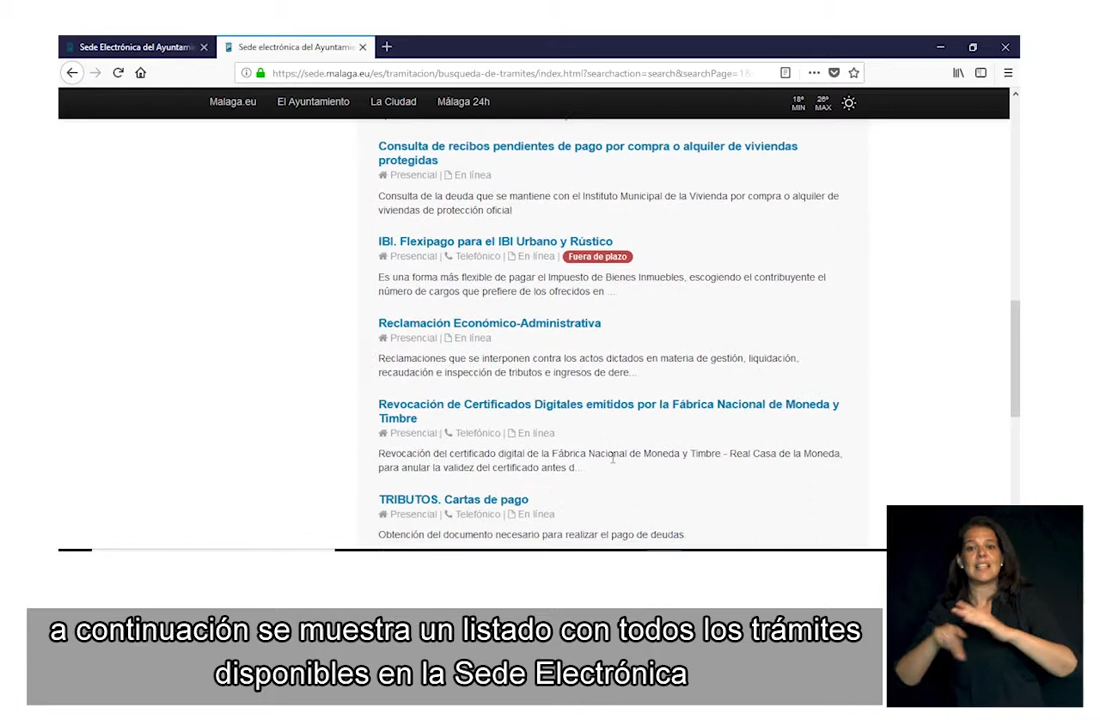 Sede Electrónica del Ayuntami
Sede electrónica del Ayuntamie
https://sede.malaga.eu/es/tramitacion/busqueda-de-tramites/index.html?searchaction=search&searchPage=1&
Malaga.eu El Ayuntamiento La Ciudad Málaga 24h
18º MIN 26º MAX
Consulta de recibos pendientes de pago por compra o alquiler de viviendas
protegidas
Presencial | En línea
Consulta de la deuda que se mantiene con el Instituto Municipal de la Vivienda por compra o alquiler de
viviendas de protección oficial
IBI. Flexipago para el IBI Urbano y Rústico
Presencial | Telefónico | En línea | Fuera de plazo
Es una forma más flexible de pagar el Impuesto de Bienes Inmuebles, escogiendo el contribuyente el
número de cargos que prefiere de los ofrecidos en ...
Reclamación Económico-Administrativa
Presencial | En línea
Reclamaciones que se interponen contra los actos dictados en materia de gestión, liquidación,
recaudación e inspección de tributos e ingresos de dere...
Revocación de Certificados Digitales emitidos por la Fábrica Nacional de Moneda y
Timbre
Presencial | Telefónico | En línea
Revocación del certificado digital de la Fábrica Nacional de Moneda y Timbre - Real Casa de la Moneda,
para anular la validez del certificado antes d...
TRIBUTOS. Cartas de pago
Presencial | Telefónico | En línea
Obtención del documento necesario para realizar el pago de deudas
a continuación se muestra un listado con todos los trámites
disponibles en la Sede Electrónica